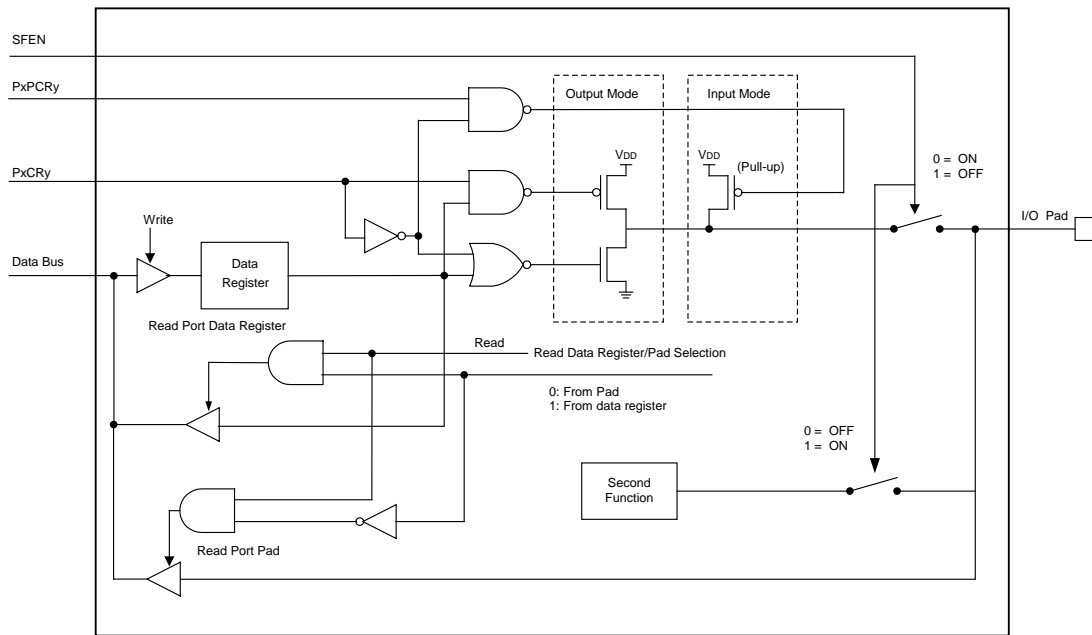 SFEN
PxPCRy
Output Mode
Input Mode
VDD
VDD
(Pull-up)
0 = ON
1 = OFF
PxCRy
I/O Pad
Write
Data Bus
Data
Register
Read Port Data Register
Read
Read Data Register/Pad Selection
0: From Pad
1: From data register
0 = OFF
1 = ON
Second
Function
Read Port Pad